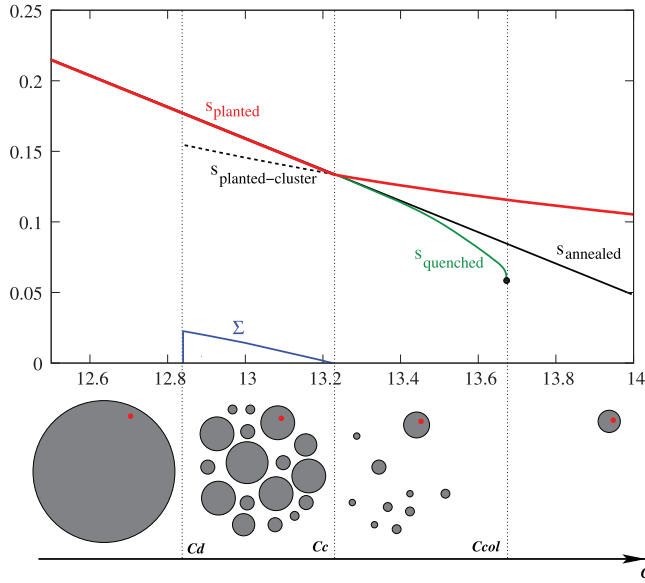 0.25
0.2
0.15
0.1
0.05
0
s_planted
s_planted−cluster
s_quenched
s_annealed
Σ
12.6 12.8 13 13.2 13.4 13.6 13.8 14
Cd Cc Ccol
C